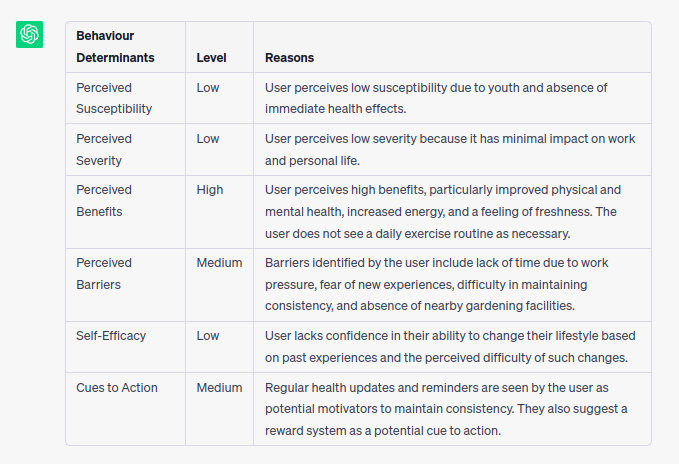 Behaviour
Determinants Level Reasons
Perceived Low User perceives low susceptibility due to youth and absence of
Susceptibility immediate health effects.
Perceived Low User perceives low severity because it has minimal impact on work
Severity and personal life.
Perceived High User perceives high benefits, particularly improved physical and
Benefits mental health, increased energy, and a feeling of freshness. The
user does not see a daily exercise routine as necessary.
Perceived Medium Barriers identified by the user include lack of time due to work
Barriers pressure, fear of new experiences, difficulty in maintaining
consistency, and absence of nearby gardening facilities.
Self-Efficacy Low User lacks confidence in their ability to change their lifestyle based
on past experiences and the perceived difficulty of such changes.
Cues to Action Medium Regular health updates and reminders are seen by the user as
potential motivators to maintain consistency. They also suggest a
reward system as a potential cue to action.